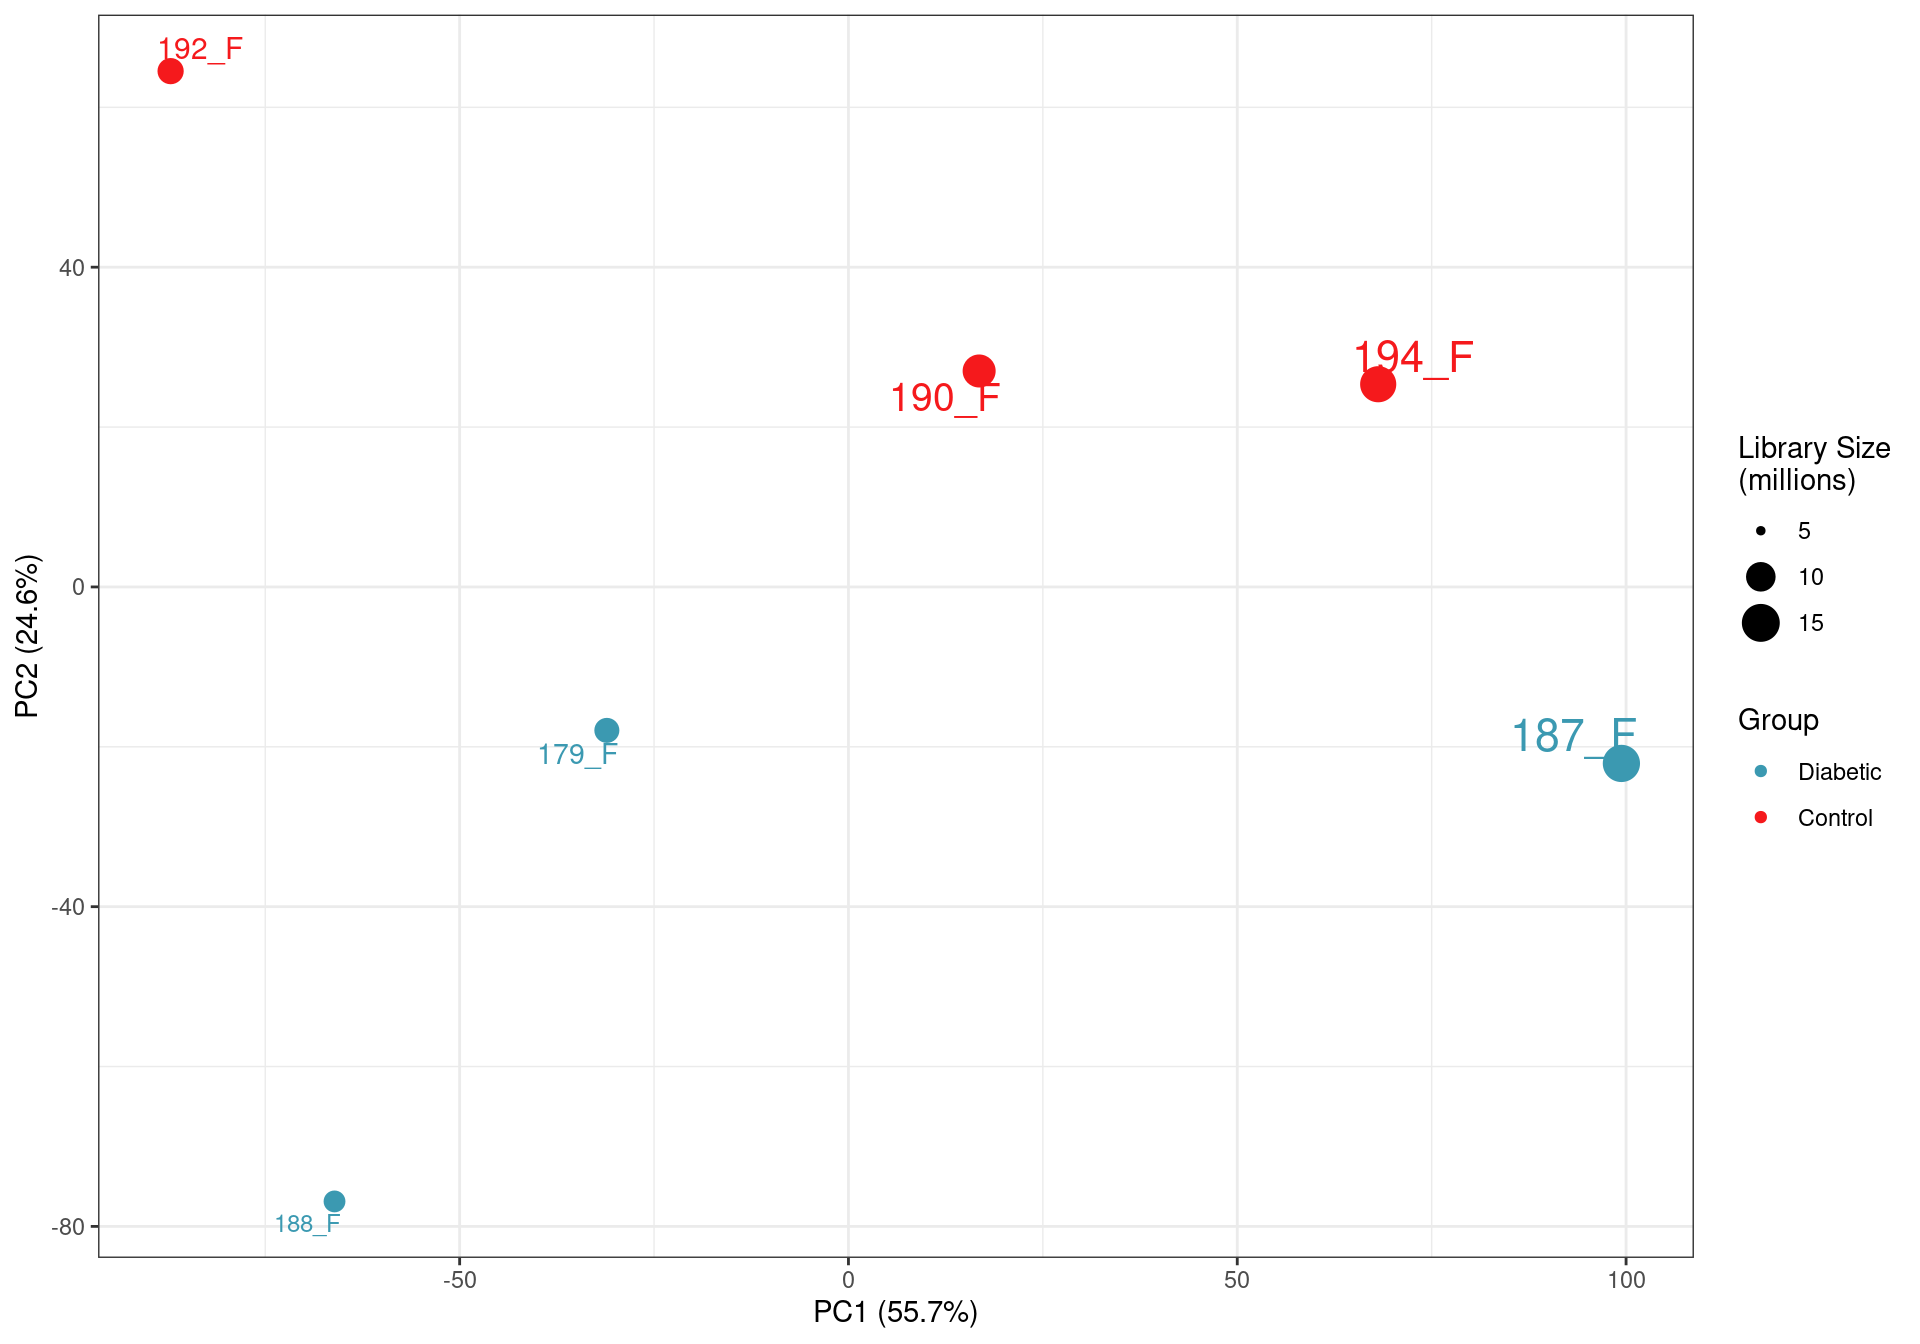 192_F
194_F
190_F
187_F
179_F
188_F
40
0
-40
-80
PC2 (24.6%)
-50
0
50
100
PC1 (55.7%)
Library Size
(millions)
5
10
15
Group
Diabetic
Control